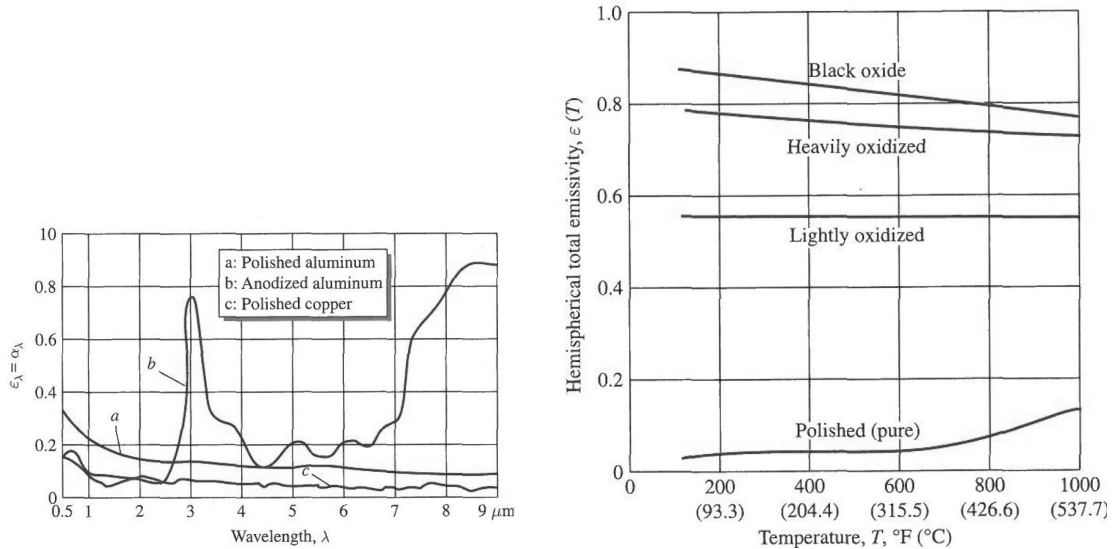 10
0.8
0.6
0.4
0.2
0
ελ = αλ
a: Polished aluminum
b: Anodized aluminum
c: Polished copper
b
a
c
0.5 1 2 3 4 5 6 7 8 9 μm
Wavelength, λ
1.0
0.8
0.6
0.4
0.2
0
Hemispherical total emissivity, ε (T)
Black oxide
Heavily oxidized
Lightly oxidized
Polished (pure)
0 200 400 600 800 1000
(93.3) (204.4) (315.5) (426.6) (537.7)
Temperature, T, °F (°C)